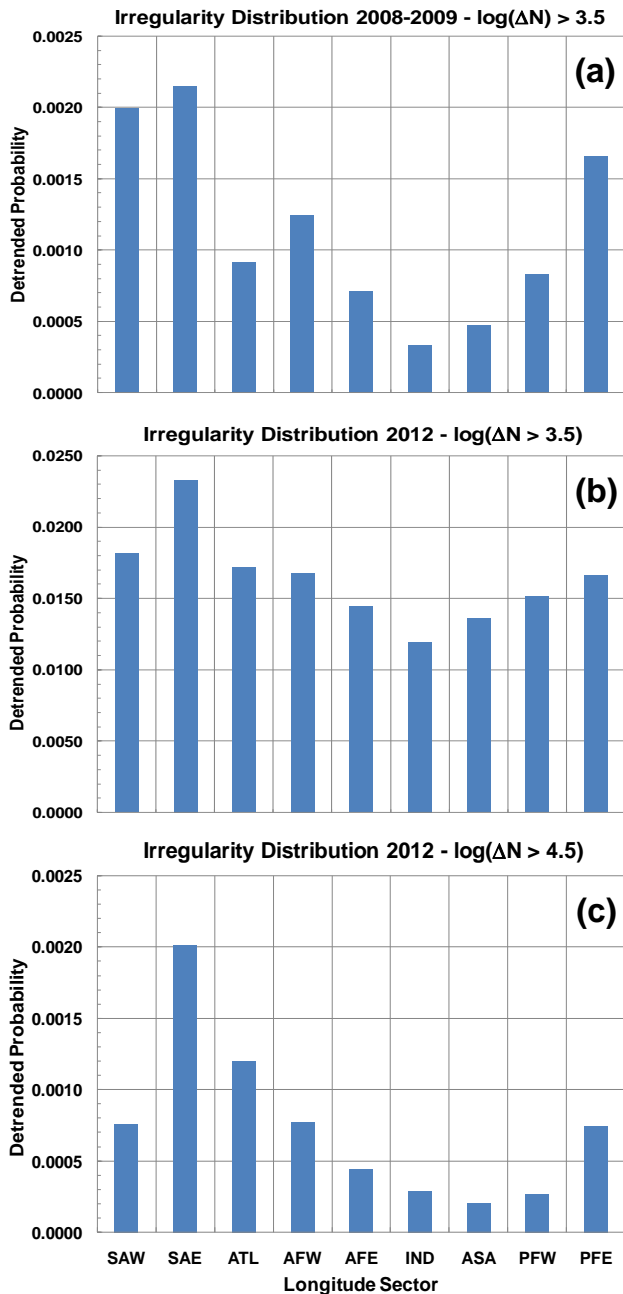 Irregularity Distribution 2008-2009 - log(ΔN) > 3.5
(a)
Detrended Probability
0.0025
0.0020
0.0015
0.0010
0.0005
0.0000
Irregularity Distribution 2012 - log(ΔN > 3.5)
(b)
Detrended Probability
0.0250
0.0200
0.0150
0.0100
0.0050
0.0000
Irregularity Distribution 2012 - log(ΔN > 4.5)
(c)
Detrended Probability
0.0025
0.0020
0.0015
0.0010
0.0005
0.0000
SAW SAE ATL AFW AFE IND ASA PFW PFE
Longitude Sector